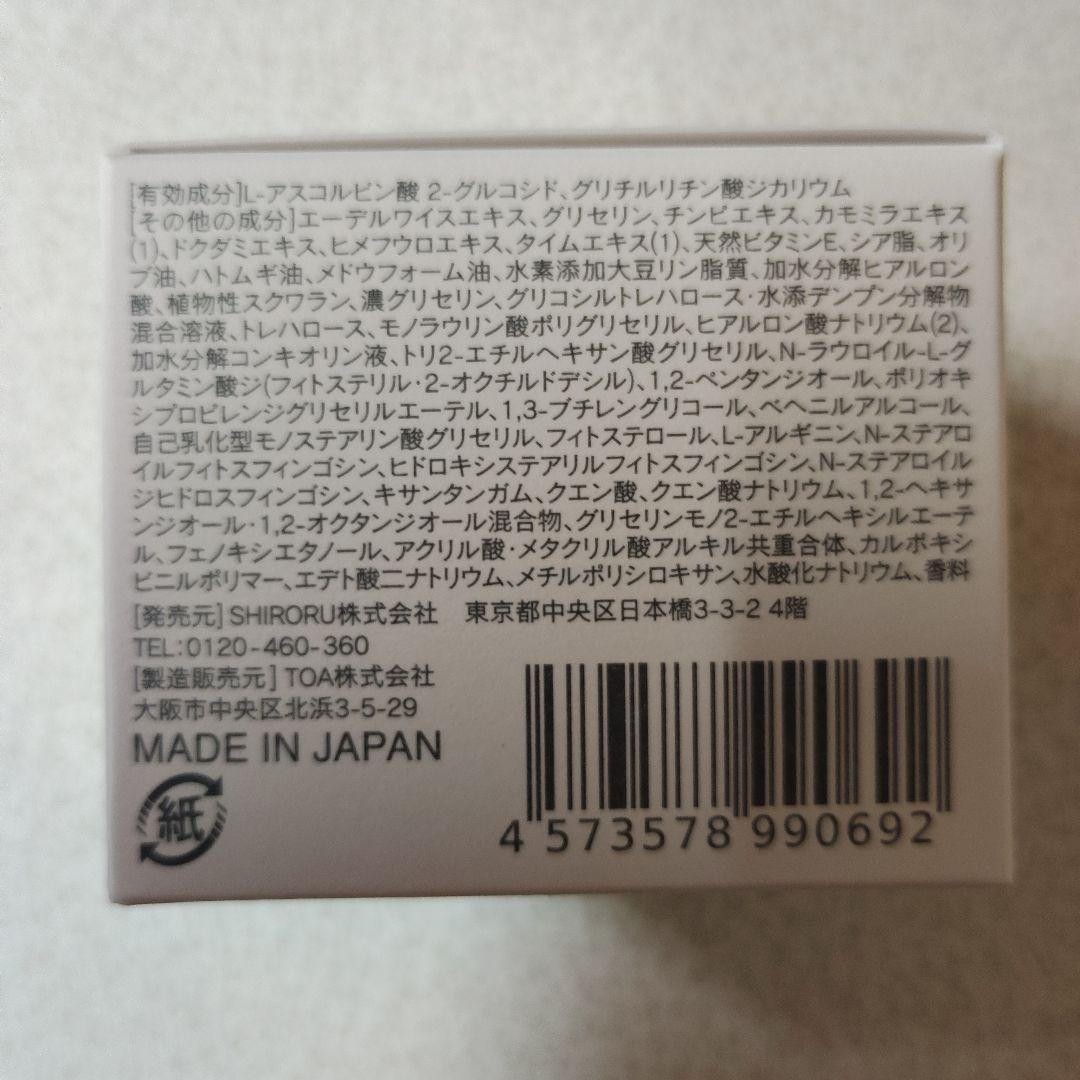 [有効成分]L-アスコルビン酸 2-グルコシド、グリチルリチン酸ジカリウム
[その他の成分]エーデルワイスエキス、グリセリン、チンピエキス、カモミラエキス
(1)、ドクダミエキス、ヒメフウロエキス、タイムエキス(1)、天然ビタミンE、シア脂、オリ
ブ油、ハトムギ油、メドウフォーム油、水素添加大豆リン脂質、加水分解ヒアルロン
酸、植物性スクワラン、濃グリセリン、グリコシルトレハロース・水添デンプン分解物
混合溶液、トレハロース、モノラウリン酸ポリグリセリル、ヒアルロン酸ナトリウム(2)、
加水分解コンキオリン液、トリ2-エチルヘキサン酸グリセリル、N-ラウロイル-L-グ
ルタミン酸ジ(フィトステリル・2-オクチルドデシル)、1,2-ペンタンジオール、ポリオキ
シプロピレンジグリセリルエーテル、1,3-ブチレングリコール、ベヘニルアルコール、
自己乳化型モノステアリン酸グリセリル、フィトステロール、L-アルギニン、N-ステアロ
イルフィトスフィンゴシン、ヒドロキシステアリルフィトスフィンゴシン、N-ステアロイル
ジヒドロスフィンゴシン、キサンタンガム、クエン酸、クエン酸ナトリウム、1,2-ヘキサ
ンジオール・1,2-オクタンジオール混合物、グリセリンモノ2-エチルヘキシルエーテ
ル、フェノキシエタノール、アクリル酸・メタクリル酸アルキル共重合体、カルボキシ
ビニルポリマー、エデト酸二ナトリウム、メチルポリシロキサン、水酸化ナトリウム、香料
[発売元] SHIRORU株式会社 東京都中央区日本橋3-3-2 4階
TEL:0120-460-360
[製造販売元] TOA株式会社
大阪市中央区北浜3-5-29
MADE IN JAPAN
紙
4 573578 990692